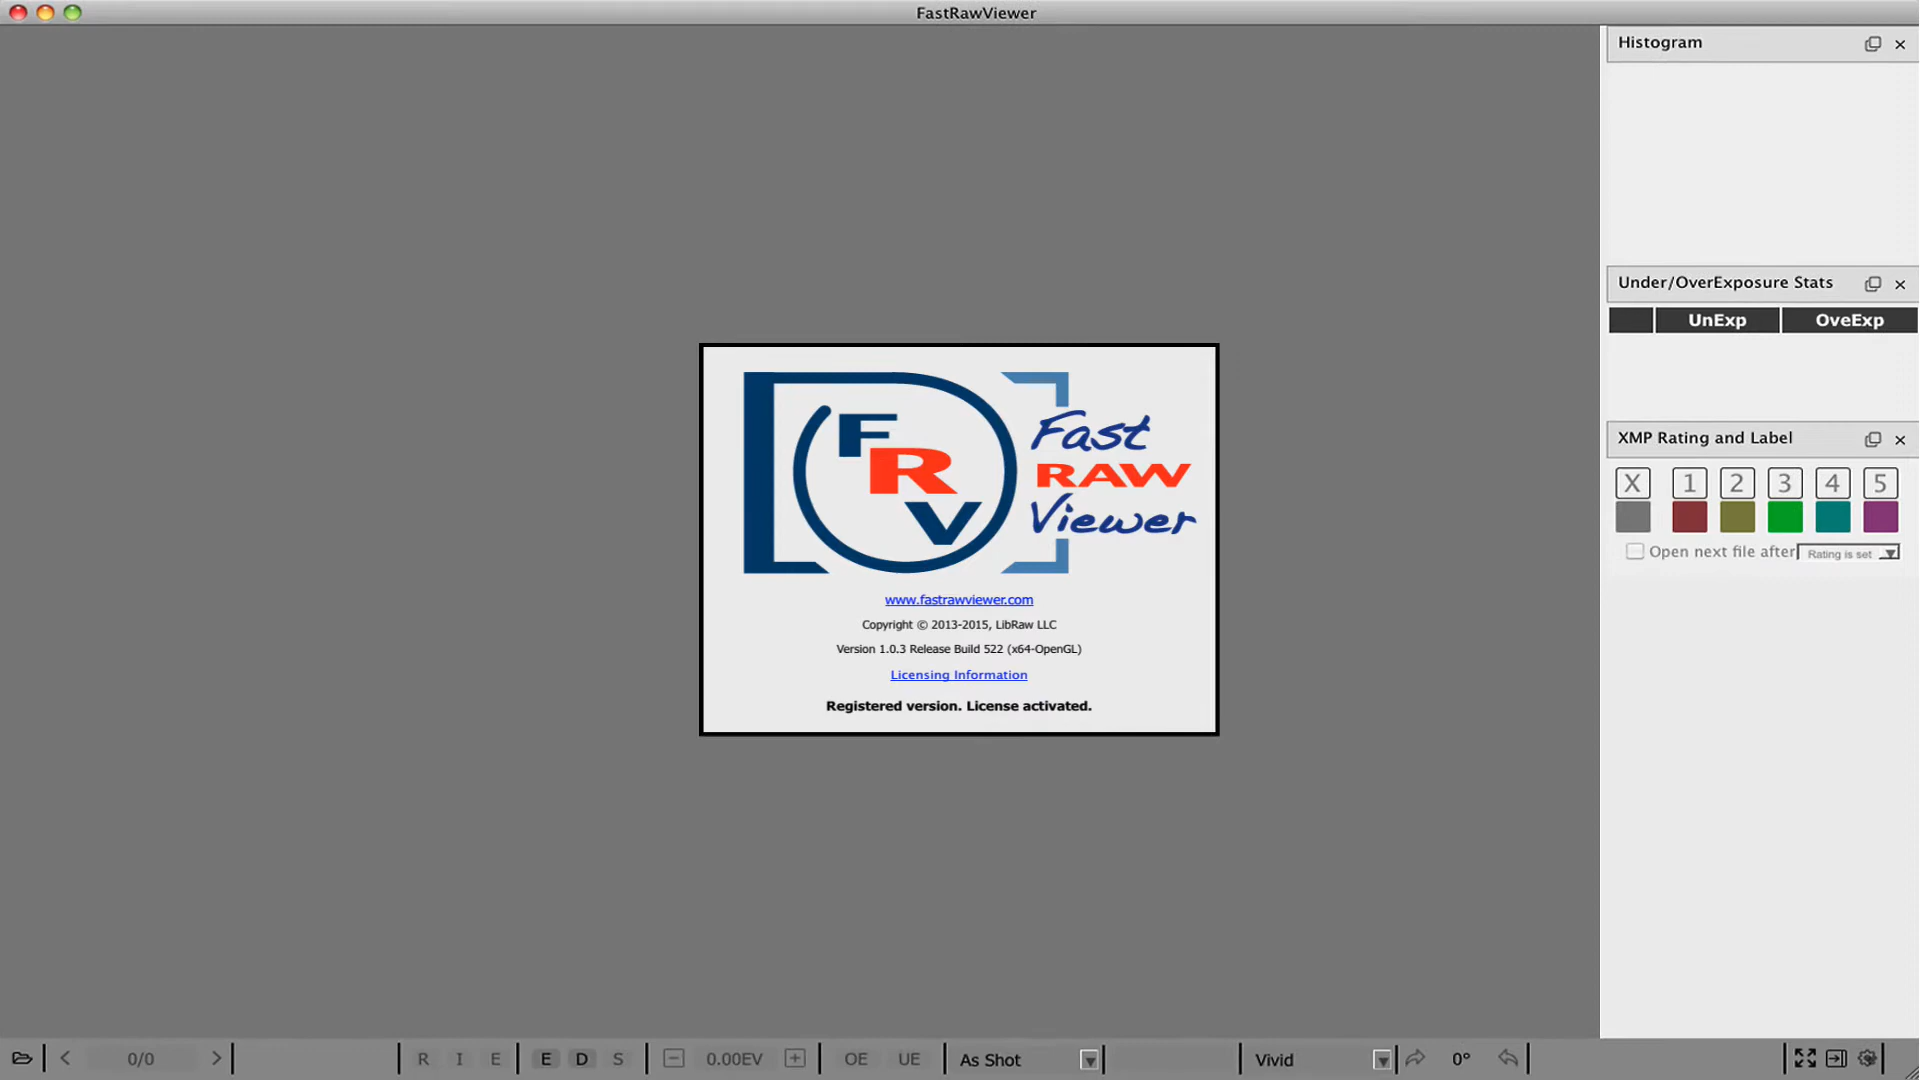 FastRawViewer
Histogram
Under/OverExposure Stats
UnExp OveExp
XMP Rating and Label
X 1 2 3 4 5
Open next file after Rating is set
F
R
V
Fast
RAW
Viewer
www.fastrawviewer.com
Copyright © 2013-2015, LibRaw LLC
Version 1.0.3 Release Build 522 (x64-OpenGL)
Licensing Information
Registered version. License activated.
0/0 R I E E D S 0.00EV OE UE As Shot Vivid 0°